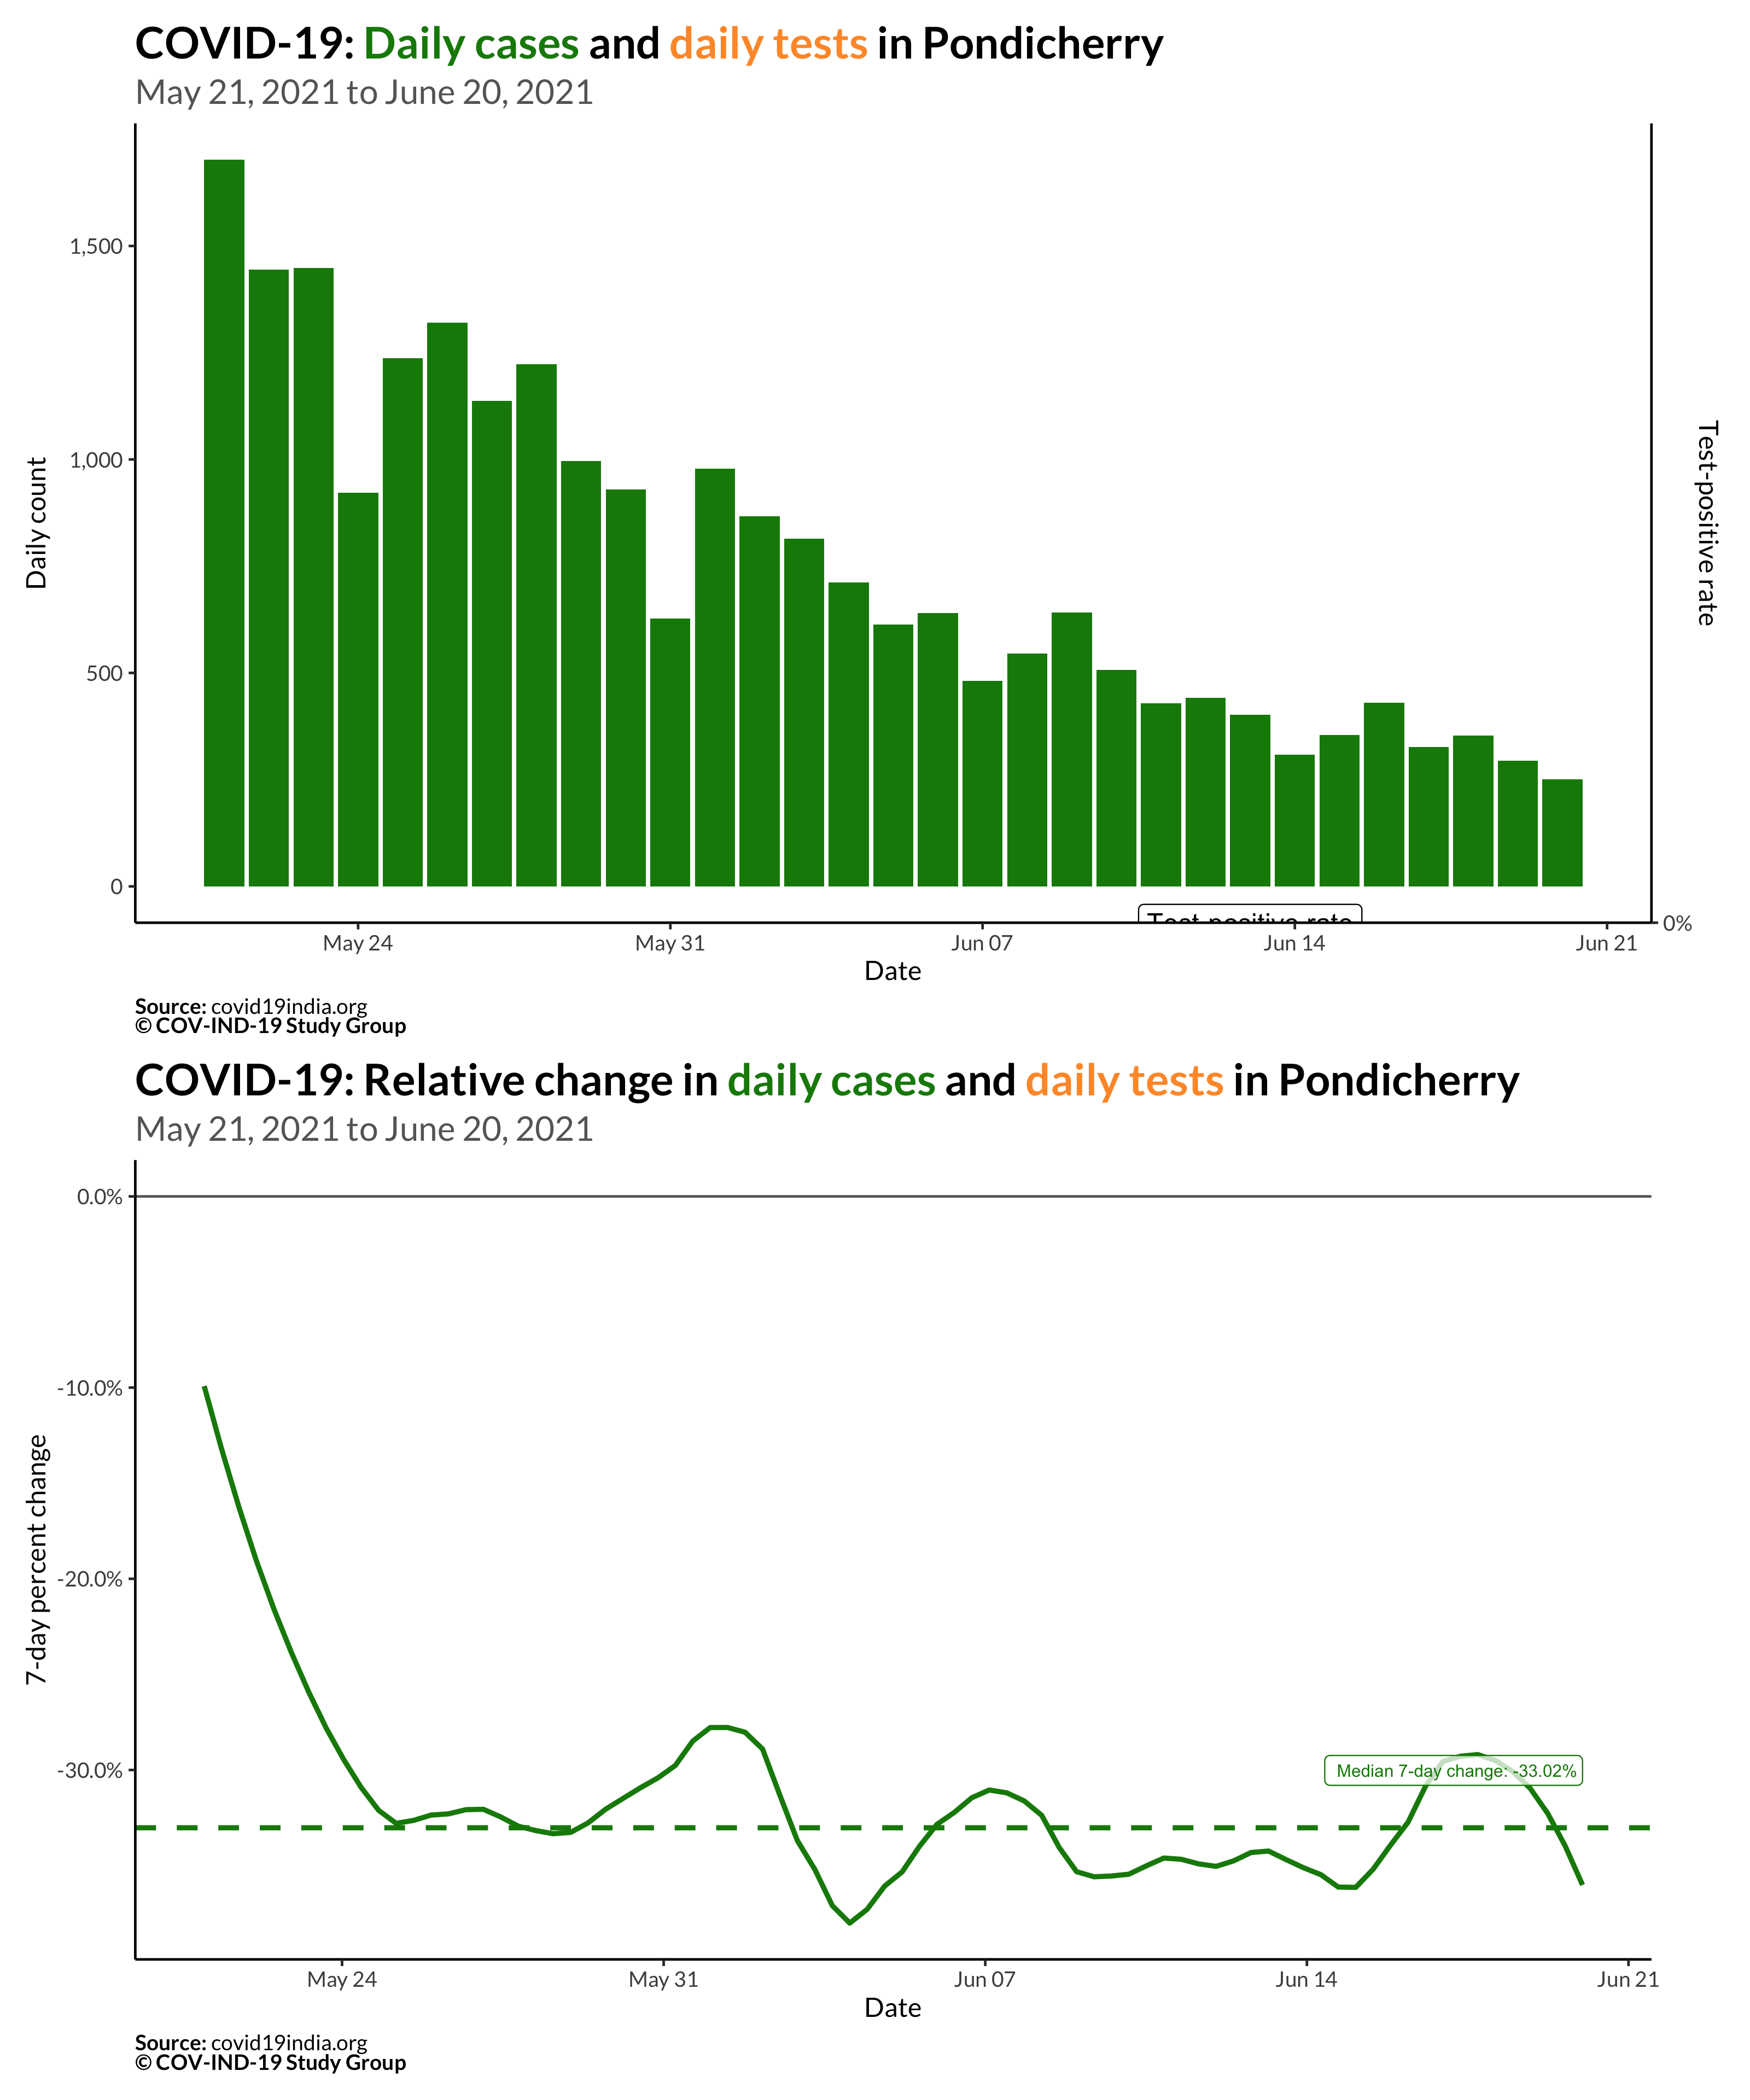 COVID-19: Daily cases and daily tests in Pondicherry
May 21, 2021 to June 20, 2021
1,500
1,000
500
0
Daily count
Test-positive rate
Test-positive rate
0%
May 24
May 31
Jun 07
Jun 14
Jun 21
Date
Source: covid19india.org
© COV-IND-19 Study Group
COVID-19: Relative change in daily cases and daily tests in Pondicherry
May 21, 2021 to June 20, 2021
0.0%
-10.0%
-20.0%
-30.0%
7-day percent change
Median 7-day change: -33.02%
May 24
May 31
Jun 07
Jun 14
Jun 21
Date
Source: covid19india.org
© COV-IND-19 Study Group